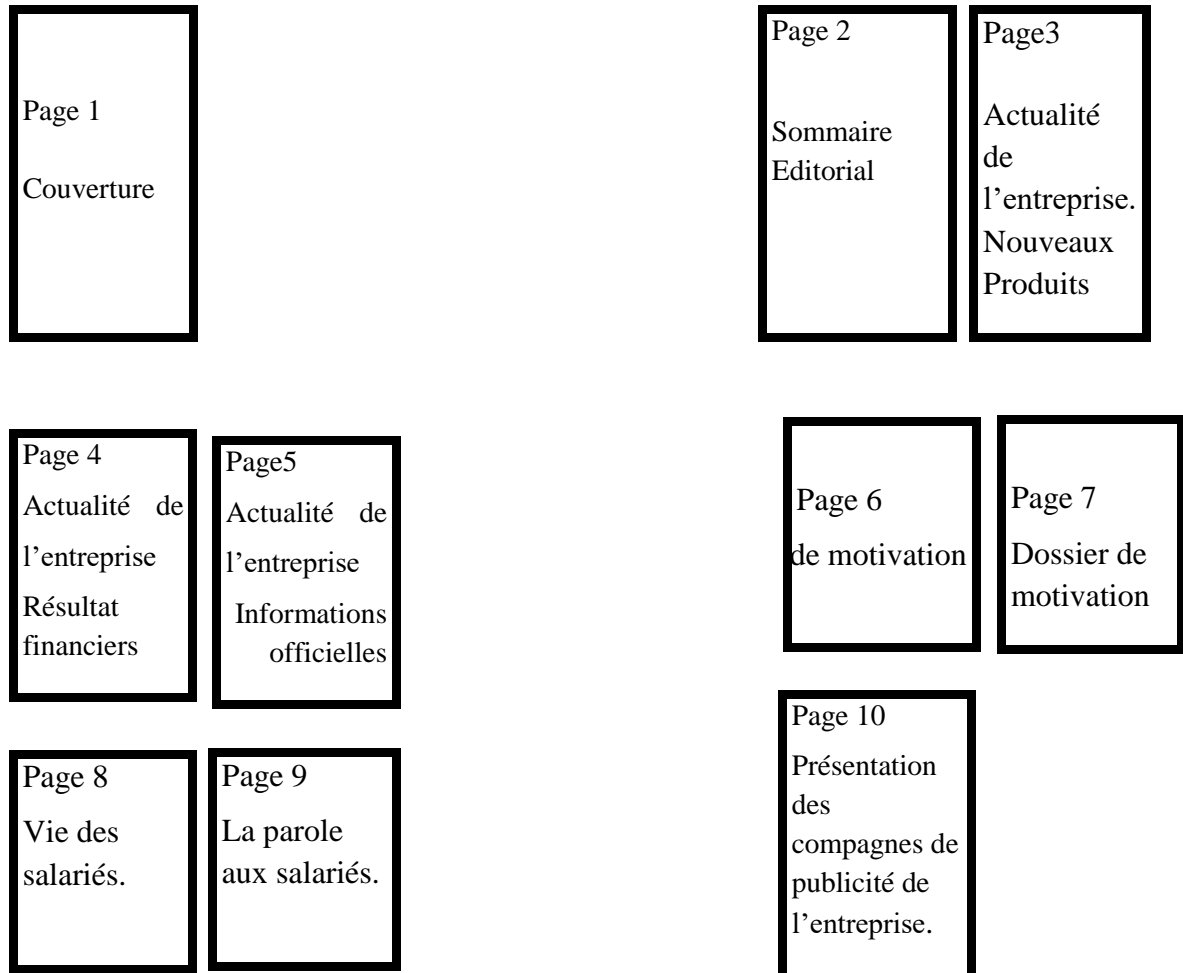 Page 1
Couverture
Page 2
Sommaire
Editorial
Page3
Actualité
de
l’entreprise.
Nouveaux
Produits
Page 4
Actualité de
l’entreprise
Résultat
financiers
Page5
Actualité de
l’entreprise
Informations
officielles
Page 6
de motivation
Page 7
Dossier de
motivation
Page 8
Vie des
salariés.
Page 9
La parole
aux salariés.
Page 10
Présentation
des
compagnes de
publicité de
l’entreprise.